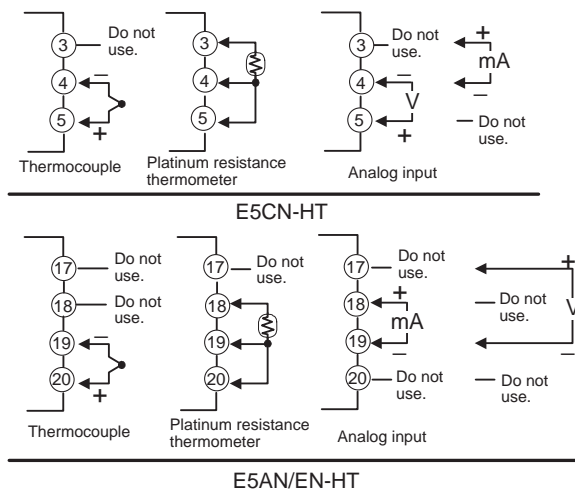 3 Do not use.
4 –
5 +
Thermocouple
3
4
5
Platinum resistance
thermometer
3 Do not use. +
mA
4 – –
V
5 + — Do not use.
Analog input
E5CN-HT
17 Do not use.
18 Do not use.
19 –
20 +
Thermocouple
17 Do not use.
18
19
20
Platinum resistance
thermometer
17 Do not use. +
18 + Do not use. V
mA
19 – –
20 Do not use. — Do not use.
Analog input
E5AN/EN-HT